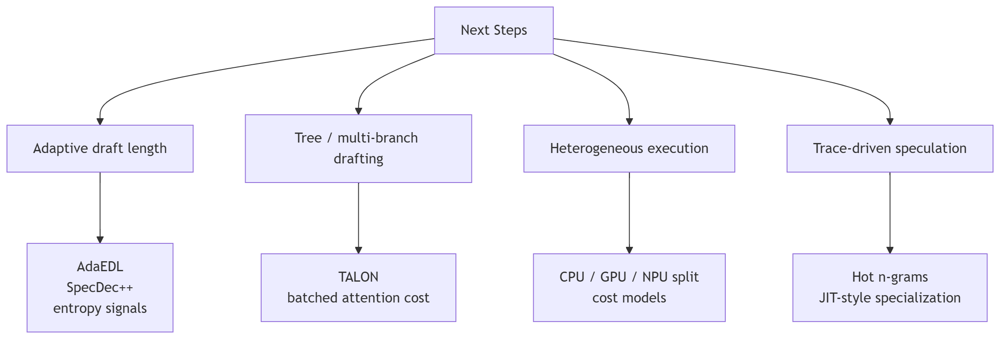 Next Steps
Adaptive draft length
Tree / multi-branch
drafting
Heterogeneous execution
Trace-driven speculation
AdaEDL
SpecDec++
entropy signals
TALON
batched attention cost
CPU / GPU / NPU split
cost models
Hot n-grams
JIT-style specialization